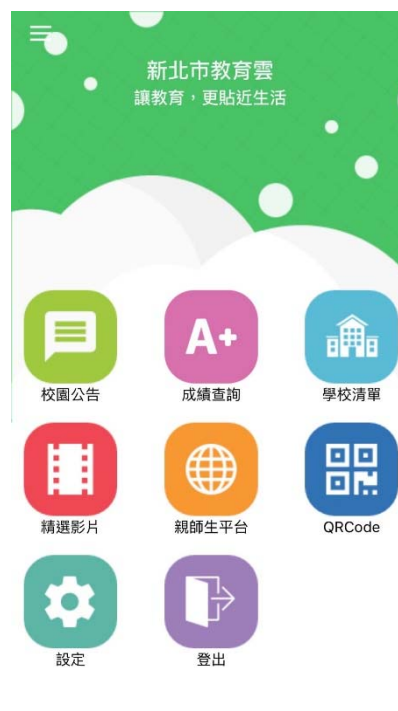 新北市教育雲
讓教育，更貼近生活
A+
校園公告
成績查詢
學校清單
精選影片
親師生平台
QRCode
設定
登出